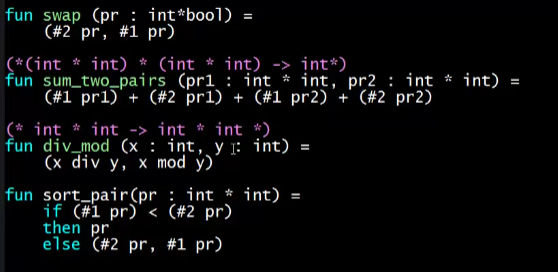 fun swap (pr : int*bool) =
(#2 pr, #1 pr)
(*(int * int) * (int * int) -> int*)
fun sum_two_pairs (pr1 : int * int, pr2 : int * int) =
(#1 pr1) + (#2 pr1) + (#1 pr2) + (#2 pr2)
(* int * int -> int * int *)
fun div_mod (x : int, y : int) =
(x div y, x mod y)
fun sort_pair(pr : int * int) =
if (#1 pr) < (#2 pr)
then pr
else (#2 pr, #1 pr)